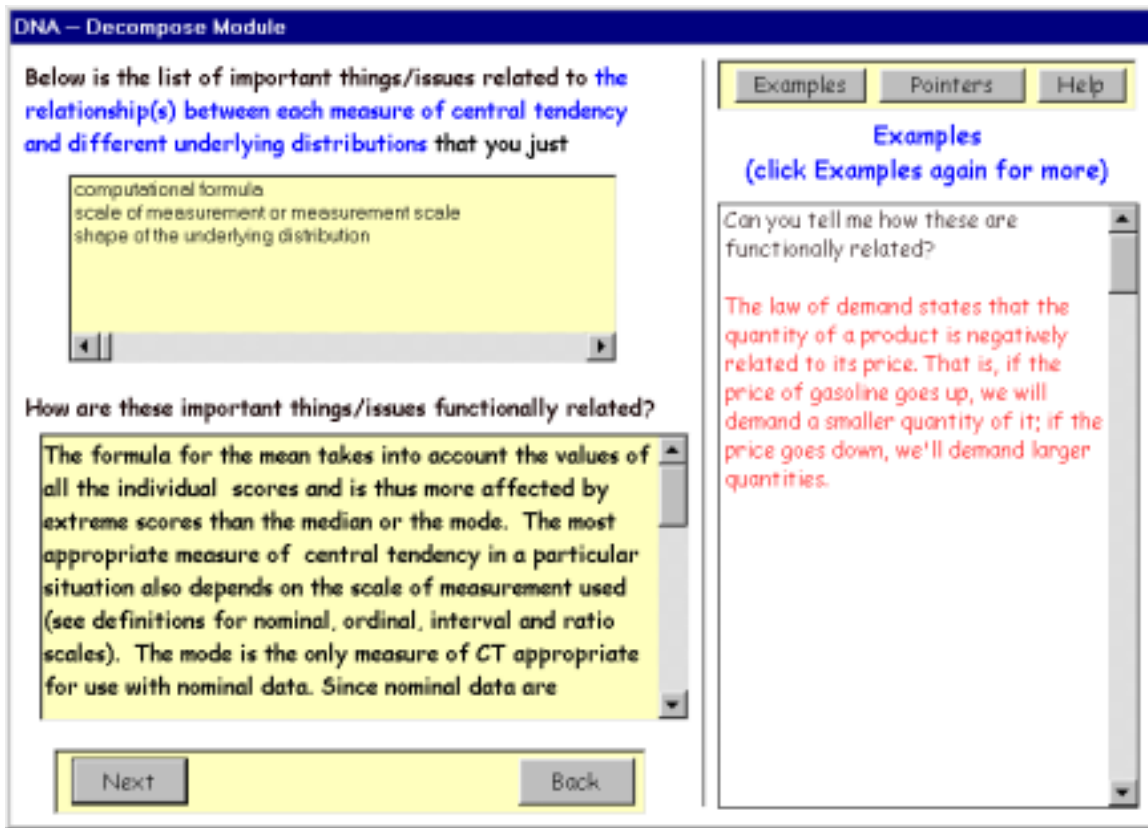 DNA – Decompose Module
Below is the list of important things/issues related to the
relationship(s) between each measure of central tendency
and different underlying distributions that you just
computational formula
scale of measurement or measurement scale
shape of the underlying distribution
How are these important things/issues functionally related?
The formula for the mean takes into account the values of
all the individual scores and is thus more affected by
extreme scores than the median or the mode. The most
appropriate measure of central tendency in a particular
situation also depends on the scale of measurement used
(see definitions for nominal, ordinal, interval and ratio
scales). The mode is the only measure of CT appropriate
for use with nominal data. Since nominal data are
Next
Back
Examples
Pointers
Help
Examples
(click Examples again for more)
Can you tell me how these are
functionally related?
The law of demand states that the
quantity of a product is negatively
related to its price. That is, if the
price of gasoline goes up, we will
demand a smaller quantity of it; if the
price goes down, we'll demand larger
quantities.